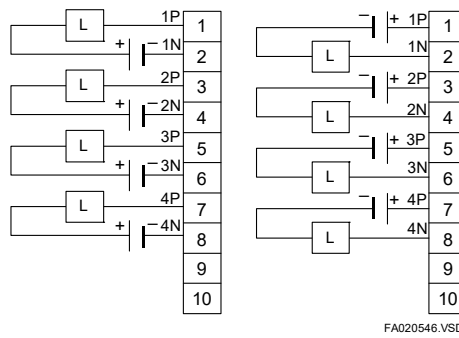 L 1P 1
+ − 1N 2
L 2P 3
+ − 2N 4
L 3P 5
+ − 3N 6
L 4P 7
+ − 4N 8
9
10
− + 1P 1
L 1N 2
− + 2P 3
L 2N 4
− + 3P 5
L 3N 6
− + 4P 7
L 4N 8
9
10
FA020546.VSD